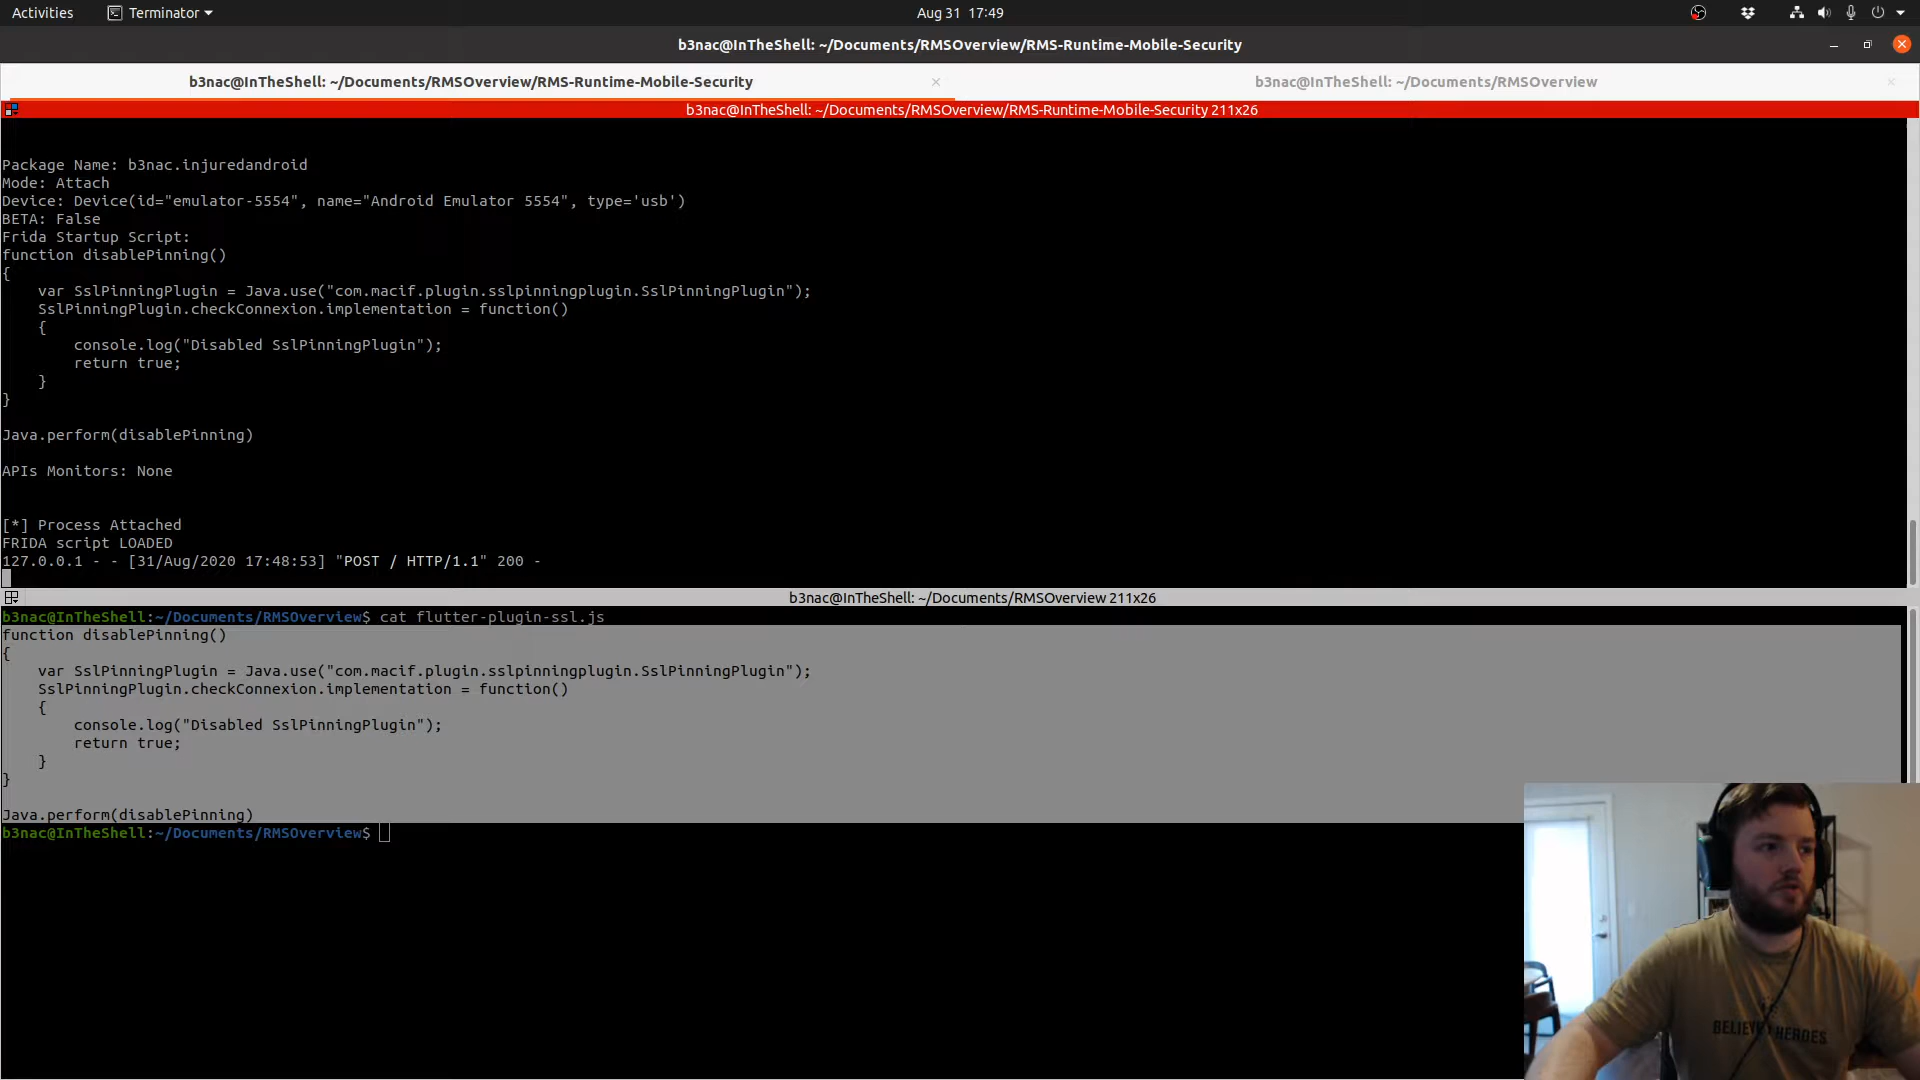 Activities
Terminator
Aug 31 17:49
b3nac@InTheShell: ~/Documents/RMSOverview/RMS-Runtime-Mobile-Security
b3nac@InTheShell: ~/Documents/RMSOverview/RMS-Runtime-Mobile-Security
b3nac@InTheShell: ~/Documents/RMSOverview
b3nac@InTheShell: ~/Documents/RMSOverview/RMS-Runtime-Mobile-Security 211x26
Package Name: b3nac.injuredandroid
Mode: Attach
Device: Device(id="emulator-5554", name="Android Emulator 5554", type='usb')
BETA: False
Frida Startup Script:
function disablePinning()
{
    var SslPinningPlugin = Java.use("com.macif.plugin.sslpinningplugin.SslPinningPlugin");
    SslPinningPlugin.checkConnexion.implementation = function()
    {
        console.log("Disabled SslPinningPlugin");
        return true;
    }
}
Java.perform(disablePinning)
APIs Monitors: None
[*] Process Attached
FRIDA script LOADED
127.0.0.1 - - [31/Aug/2020 17:48:53] "POST / HTTP/1.1" 200 -
b3nac@InTheShell: ~/Documents/RMSOverview 211x26
b3nac@InTheShell:~/Documents/RMSOverview$ cat flutter-plugin-ssl.js
function disablePinning()
{
    var SslPinningPlugin = Java.use("com.macif.plugin.sslpinningplugin.SslPinningPlugin");
    SslPinningPlugin.checkConnexion.implementation = function()
    {
        console.log("Disabled SslPinningPlugin");
        return true;
    }
}
Java.perform(disablePinning)
b3nac@InTheShell:~/Documents/RMSOverview$
BELIEVE
HEROES